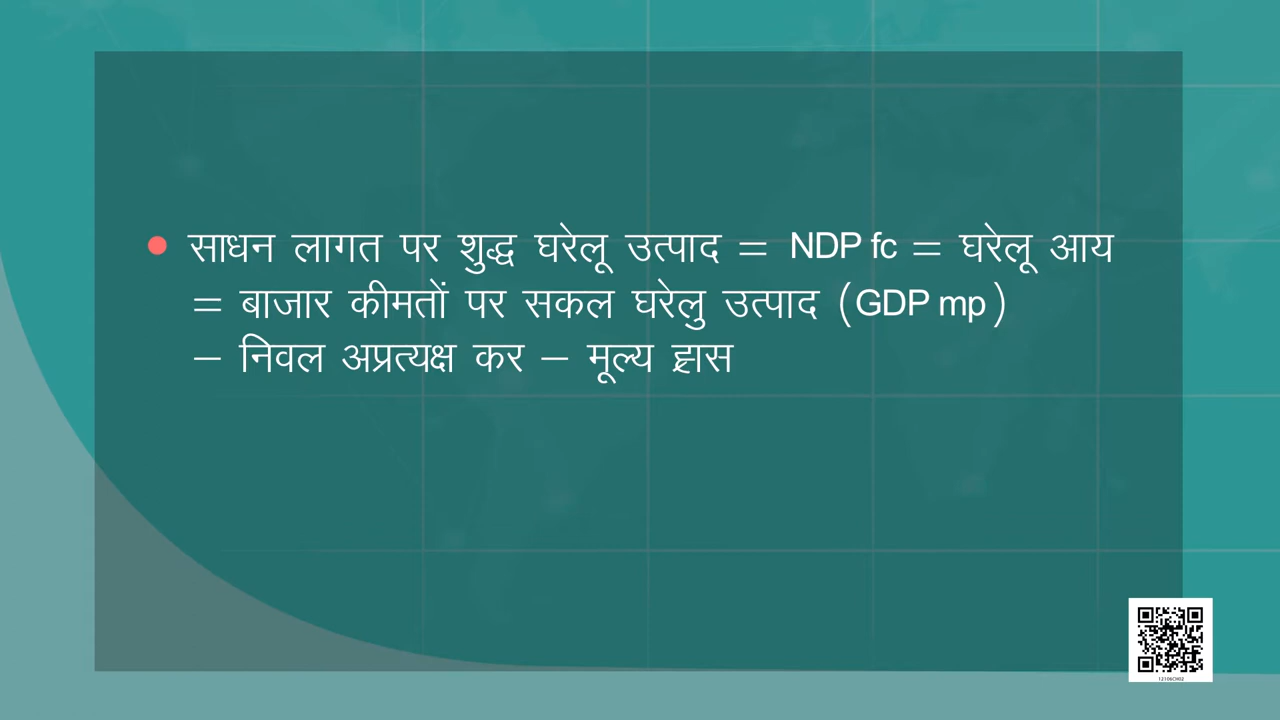 साधन लागत पर शुद्ध घरेलू उत्पाद = NDP fc = घरेलू आय
= बाजार कीमतों पर सकल घरेलु उत्पाद (GDP mp)
– निवल अप्रत्यक्ष कर – मूल्य ह्रास
12106CH02